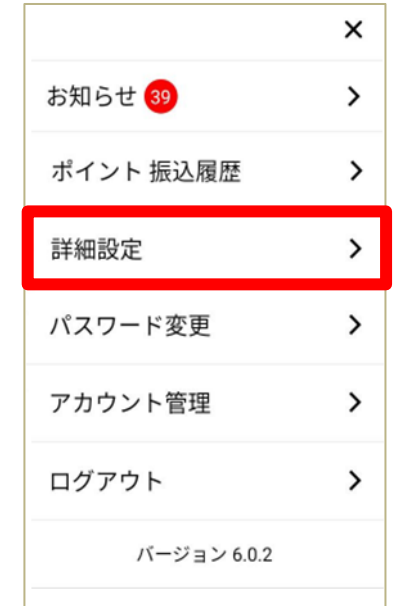 ×
お知らせ 39
ポイント 振込履歴
詳細設定
パスワード変更
アカウント管理
ログアウト
バージョン 6.0.2